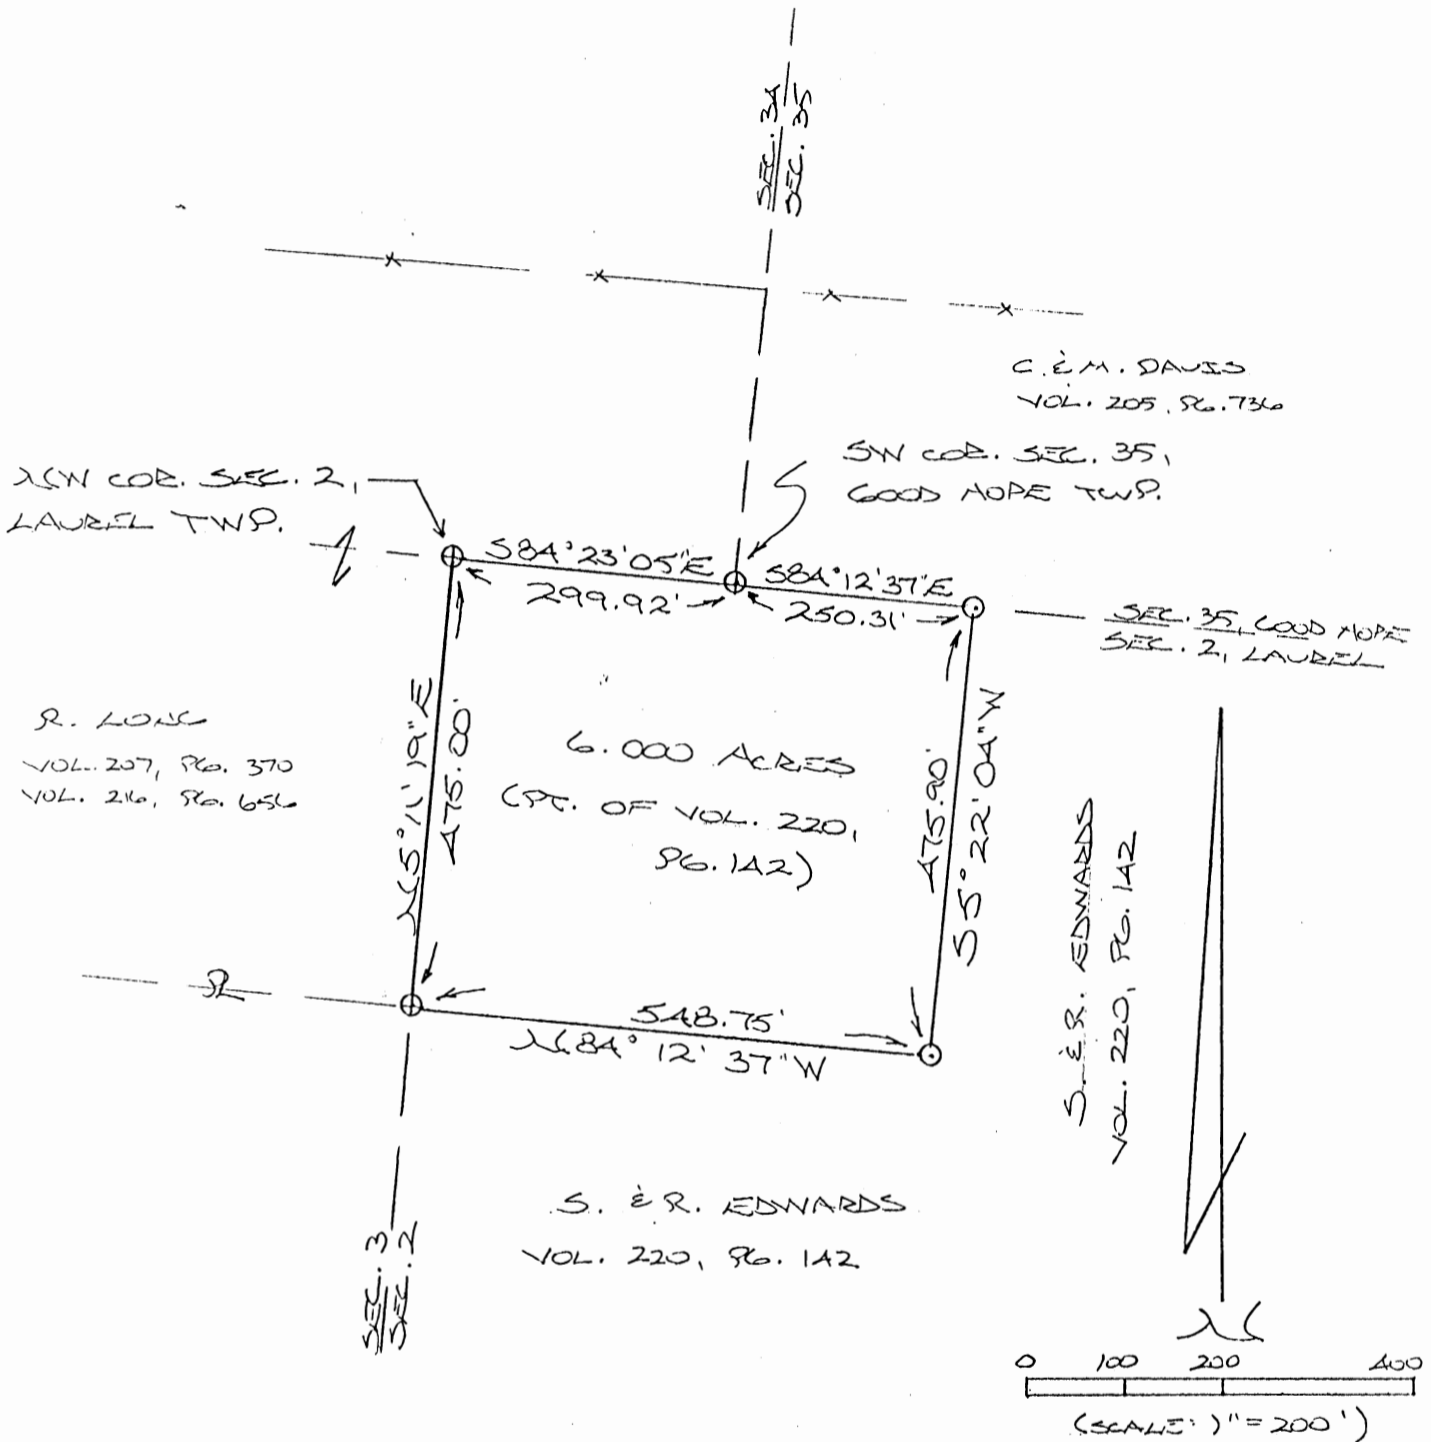 SEC. 34
SEC. 35
C. & M. DAVIS
VOL. 205, PG. 736
SW COR. SEC. 35,
GOOD HOPE TWP.
NW COR. SEC. 2,
LAUREL TWP.
S84°23'05"E
299.92'
S84°12'37"E
250.31'
SEC. 35, GOOD HOPE
SEC. 2, LAUREL
R. LONG
VOL. 207, PG. 370
VOL. 216, PG. 656
N5°11'19"E
475.00'
6.000 ACRES
(PT. OF VOL. 220,
PG. 142)
475.90'
S5°22'04"W
S. & R. EDWARDS
VOL. 220, PG. 142
PL
548.75'
N84°12'37"W
S. & R. EDWARDS
VOL. 220, PG. 142
SEC. 3
SEC. 2
N
0 100 200 400
(SCALE: 1" = 200')